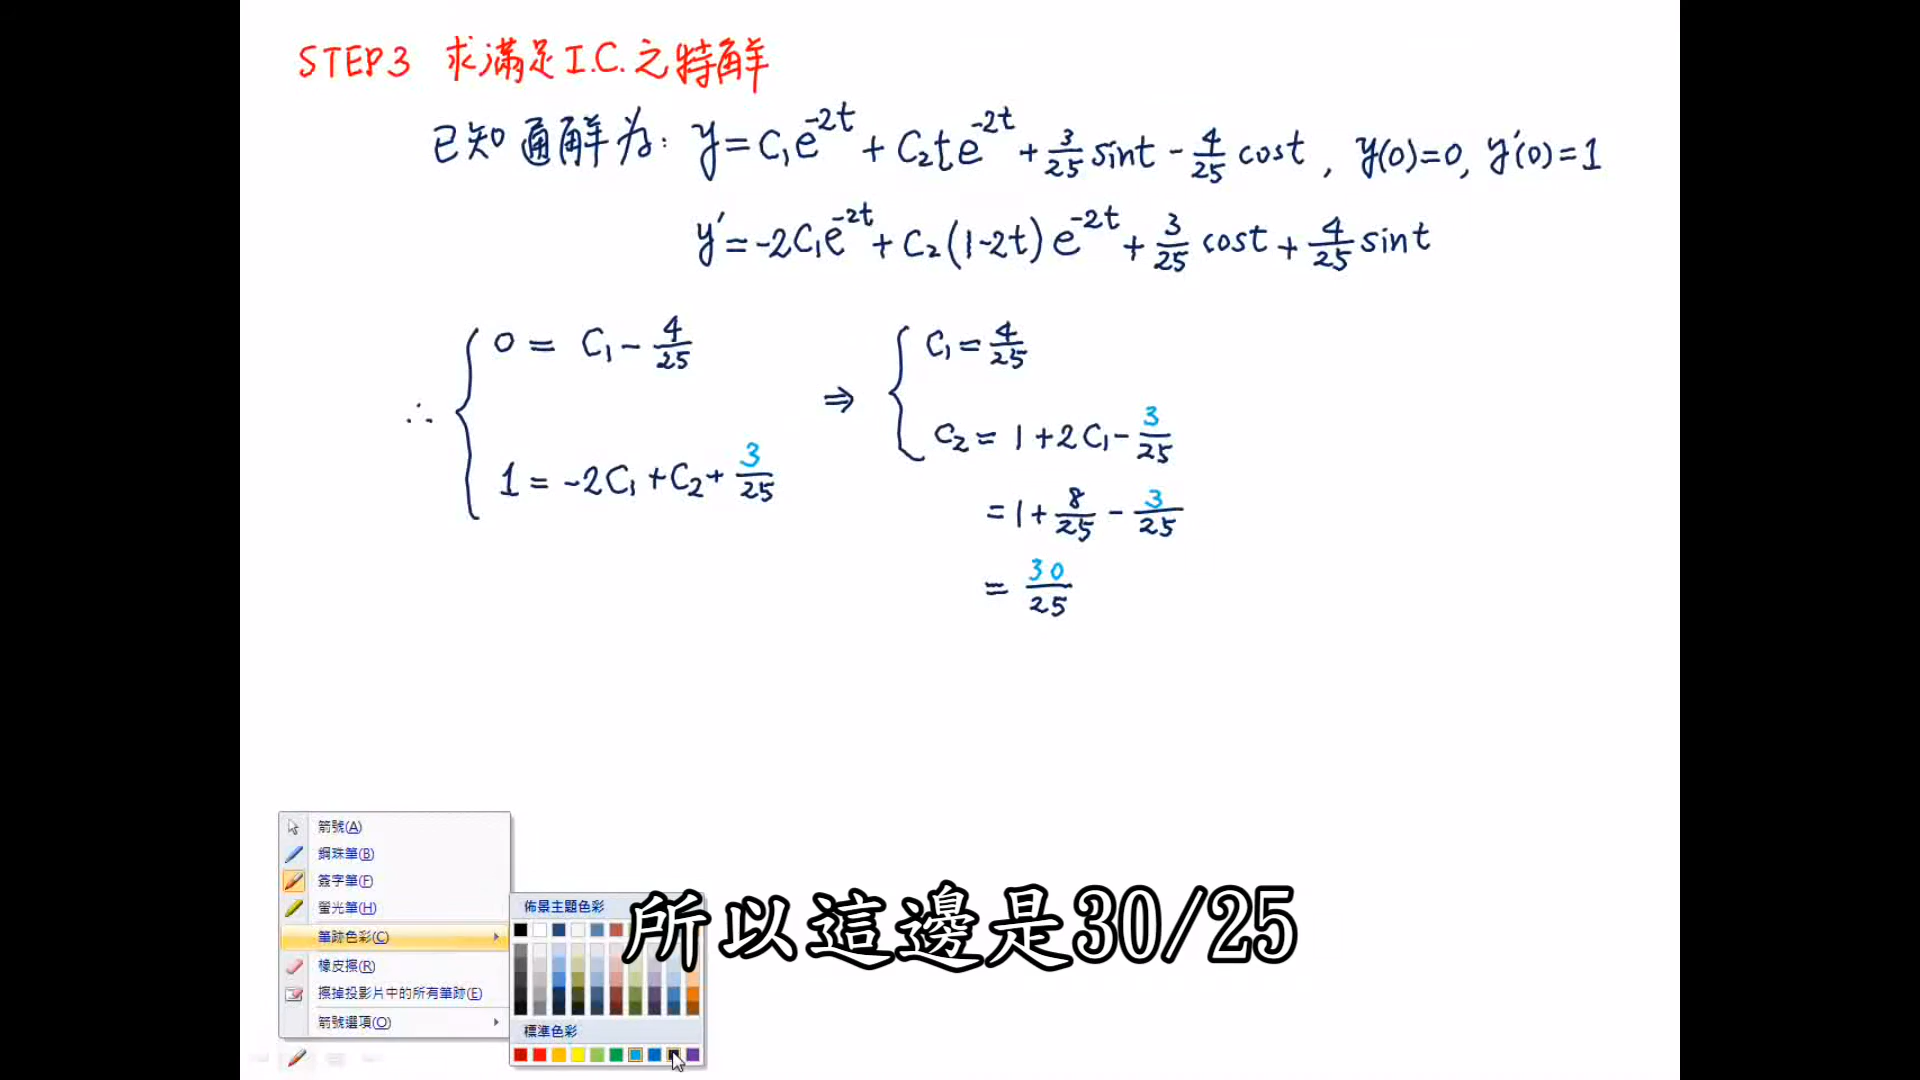 STEP3 求滿足I.C.之特解
已知通解為: y=C₁e^{-2t} + C₂te^{-2t} + 3/25 sint - 4/25 cost , y(0)=0, y′(0)=1
y′=-2C₁e^{-2t} + C₂(1-2t)e^{-2t} + 3/25 cost + 4/25 sint
∴ { 0 = C₁ - 4/25
1 = -2C₁ + C₂ + 3/25
⇒ { C₁ = 4/25
C₂ = 1+2C₁ - 3/25
= 1 + 8/25 - 3/25
= 30/25
箭號(A)
鋼珠筆(B)
簽字筆(F)
螢光筆(H)
筆跡色彩(C)
橡皮擦(R)
擦掉投影片中的所有筆跡(E)
箭號選項(O)
佈景主題色彩
標準色彩
所以這邊是30/25